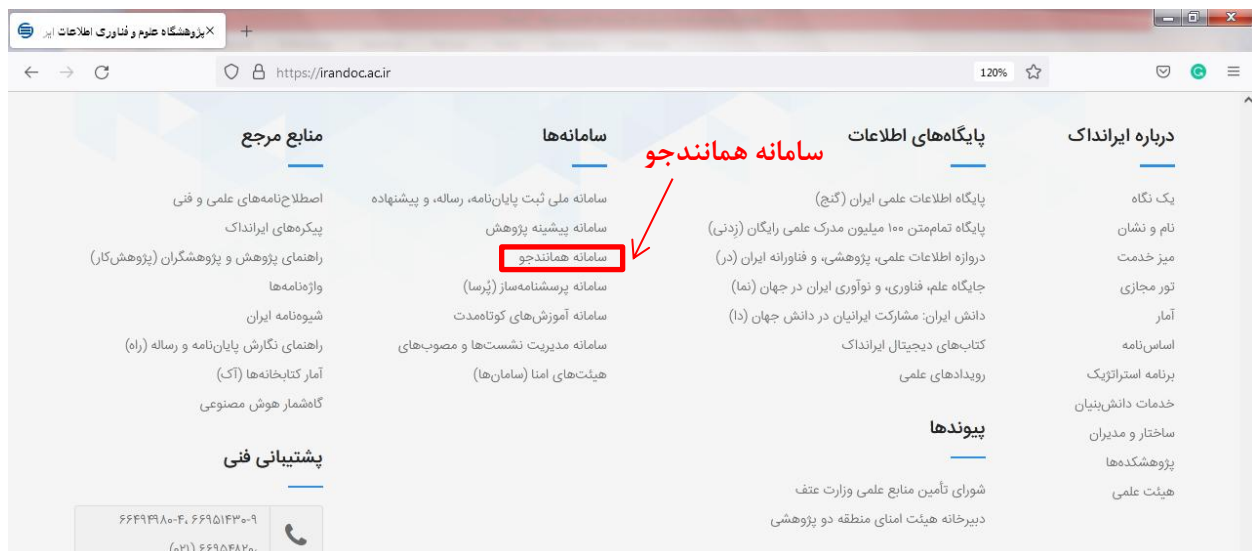 پژوهشگاه علوم و فناوری اطلاعات ایر
https://irandoc.ac.ir
120%
درباره ایرانداک
یک نگاه
نام و نشان
میز خدمت
تور مجازی
آمار
اساس‌نامه
برنامه استراتژیک
خدمات دانش‌بنیان
ساختار و مدیران
پژوهشکده‌ها
هیئت علمی
پایگاه‌های اطلاعات
پایگاه اطلاعات علمی ایران (گنج)
پایگاه تمام‌متن ۱۰۰ میلیون مدرک علمی رایگان (زِدنی)
دروازه اطلاعات علمی، پژوهشی، و فناورانه ایران (در)
جایگاه علم، فناوری، و نوآوری ایران در جهان (نما)
دانش ایران: مشارکت ایرانیان در دانش جهان (دا)
کتاب‌های دیجیتال ایرانداک
رویدادهای علمی
پیوندها
شورای تأمین منابع علمی وزارت عتف
دبیرخانه هیئت امنای منطقه دو پژوهشی
سامانه همانندجو
سامانه‌ها
سامانه ملی ثبت پایان‌نامه، رساله، و پیشنهاده
سامانه پیشینه پژوهش
سامانه همانندجو
سامانه پرسشنامه‌ساز (پُرسا)
سامانه آموزش‌های کوتاه‌مدت
سامانه مدیریت نشست‌ها و مصوب‌های
هیئت‌های امنا (سامان‌ها)
منابع مرجع
اصطلاح‌نامه‌های علمی و فنی
پیکره‌های ایرانداک
راهنمای پژوهش و پژوهشگران (پژوهش‌کار)
واژه‌نامه‌ها
شیوه‌نامه ایران
راهنمای نگارش پایان‌نامه و رساله (راه)
آمار کتابخانه‌ها (آک)
گاه‌شمار هوش مصنوعی
پشتیبانی فنی
۶۶۴۹۴۹۸۰-۴، ۶۶۹۵۱۴۳۰-۹
،۶۶۹۵۴۸۲۰ (۰۲۱)